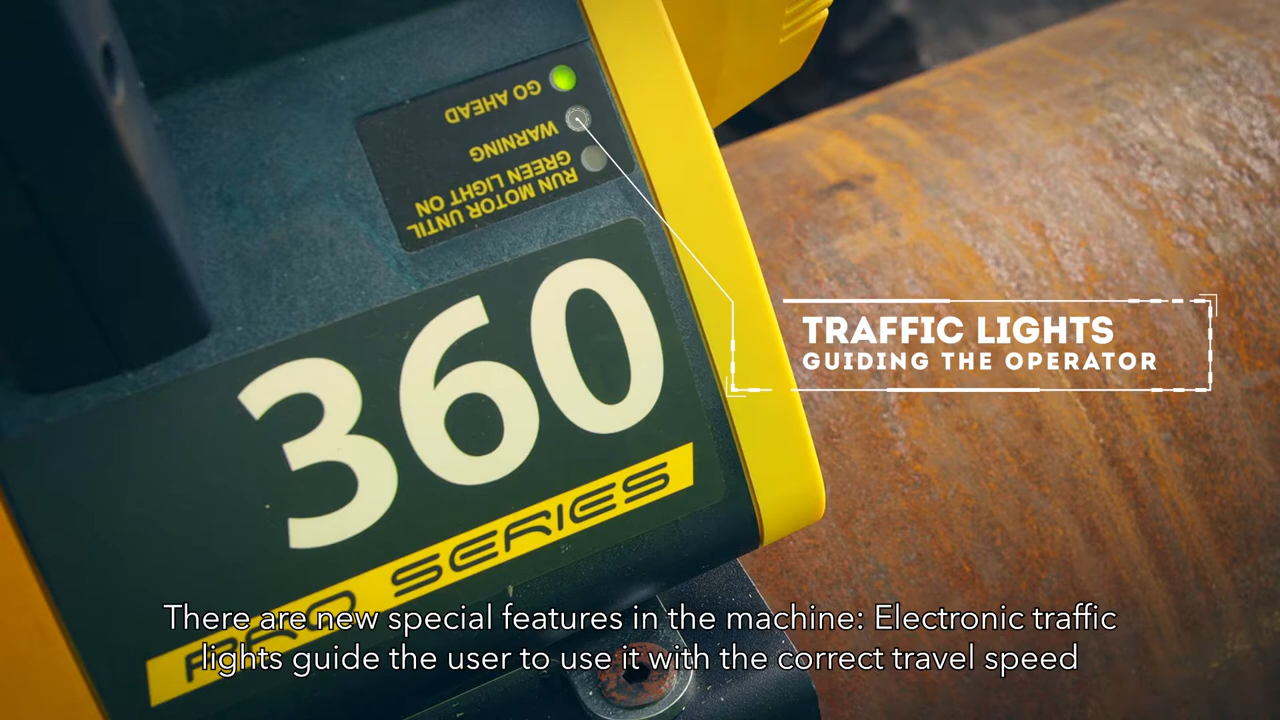 GO AHEAD
WARNING
RUN MOTOR UNTIL
GREEN LIGHT ON
360
PRO SERIES
TRAFFIC LIGHTS
GUIDING THE OPERATOR
There are new special features in the machine: Electronic traffic
lights guide the user to use it with the correct travel speed